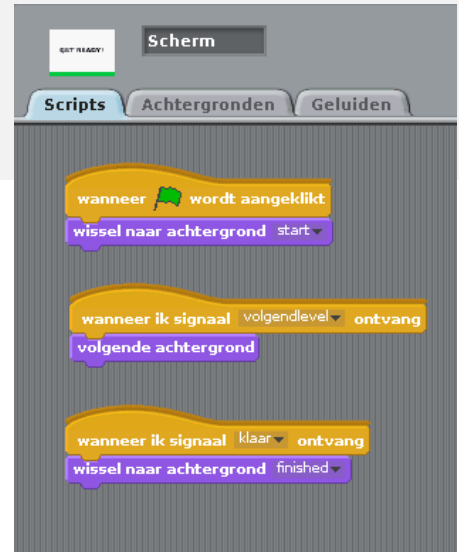 GET READY!
Scherm
Scripts Achtergronden Geluiden
wanneer wordt aangeklikt
wissel naar achtergrond start
wanneer ik signaal volgendlevel ontvang
volgende achtergrond
wanneer ik signaal klaar ontvang
wissel naar achtergrond finished